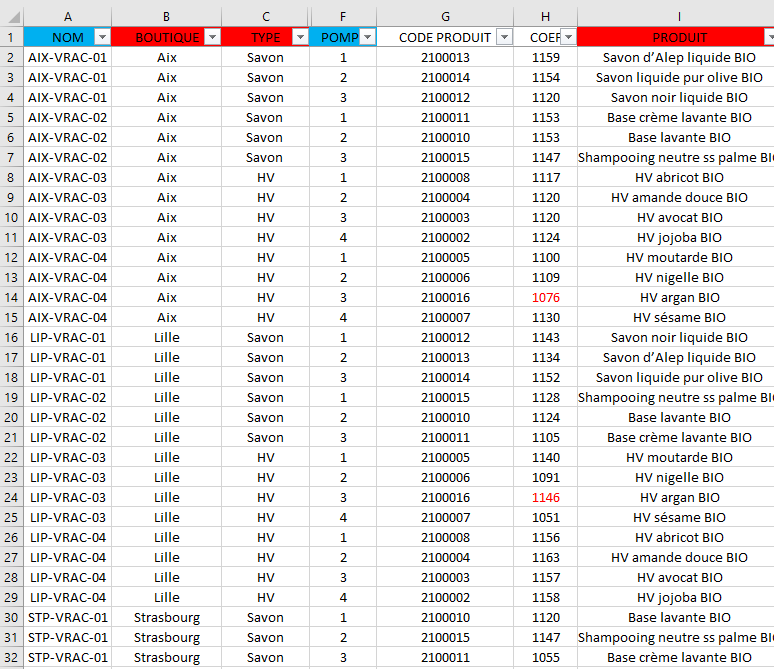 A B C F G H I
1 NOM BOUTIQUE TYPE POMP CODE PRODUIT COEF PRODUIT
2 AIX-VRAC-01 Aix Savon 1 2100013 1159 Savon d’Alep liquide BIO
3 AIX-VRAC-01 Aix Savon 2 2100014 1154 Savon liquide pur olive BIO
4 AIX-VRAC-01 Aix Savon 3 2100012 1120 Savon noir liquide BIO
5 AIX-VRAC-02 Aix Savon 1 2100011 1153 Base crème lavante BIO
6 AIX-VRAC-02 Aix Savon 2 2100010 1153 Base lavante BIO
7 AIX-VRAC-02 Aix Savon 3 2100015 1147 Shampooing neutre ss palme BI
8 AIX-VRAC-03 Aix HV 1 2100008 1117 HV abricot BIO
9 AIX-VRAC-03 Aix HV 2 2100004 1120 HV amande douce BIO
10 AIX-VRAC-03 Aix HV 3 2100003 1120 HV avocat BIO
11 AIX-VRAC-03 Aix HV 4 2100002 1124 HV jojoba BIO
12 AIX-VRAC-04 Aix HV 1 2100005 1100 HV moutarde BIO
13 AIX-VRAC-04 Aix HV 2 2100006 1109 HV nigelle BIO
14 AIX-VRAC-04 Aix HV 3 2100016 1076 HV argan BIO
15 AIX-VRAC-04 Aix HV 4 2100007 1130 HV sésame BIO
16 LIP-VRAC-01 Lille Savon 1 2100012 1143 Savon noir liquide BIO
17 LIP-VRAC-01 Lille Savon 2 2100013 1134 Savon d’Alep liquide BIO
18 LIP-VRAC-01 Lille Savon 3 2100014 1152 Savon liquide pur olive BIO
19 LIP-VRAC-02 Lille Savon 1 2100015 1128 Shampooing neutre ss palme BI
20 LIP-VRAC-02 Lille Savon 2 2100010 1124 Base lavante BIO
21 LIP-VRAC-02 Lille Savon 3 2100011 1105 Base crème lavante BIO
22 LIP-VRAC-03 Lille HV 1 2100005 1140 HV moutarde BIO
23 LIP-VRAC-03 Lille HV 2 2100006 1091 HV nigelle BIO
24 LIP-VRAC-03 Lille HV 3 2100016 1146 HV argan BIO
25 LIP-VRAC-03 Lille HV 4 2100007 1051 HV sésame BIO
26 LIP-VRAC-04 Lille HV 1 2100008 1156 HV abricot BIO
27 LIP-VRAC-04 Lille HV 2 2100004 1163 HV amande douce BIO
28 LIP-VRAC-04 Lille HV 3 2100003 1157 HV avocat BIO
29 LIP-VRAC-04 Lille HV 4 2100002 1158 HV jojoba BIO
30 STP-VRAC-01 Strasbourg Savon 1 2100010 1120 Base lavante BIO
31 STP-VRAC-01 Strasbourg Savon 2 2100015 1147 Shampooing neutre ss palme BI
32 STP-VRAC-01 Strasbourg Savon 3 2100011 1055 Base crème lavante BIO